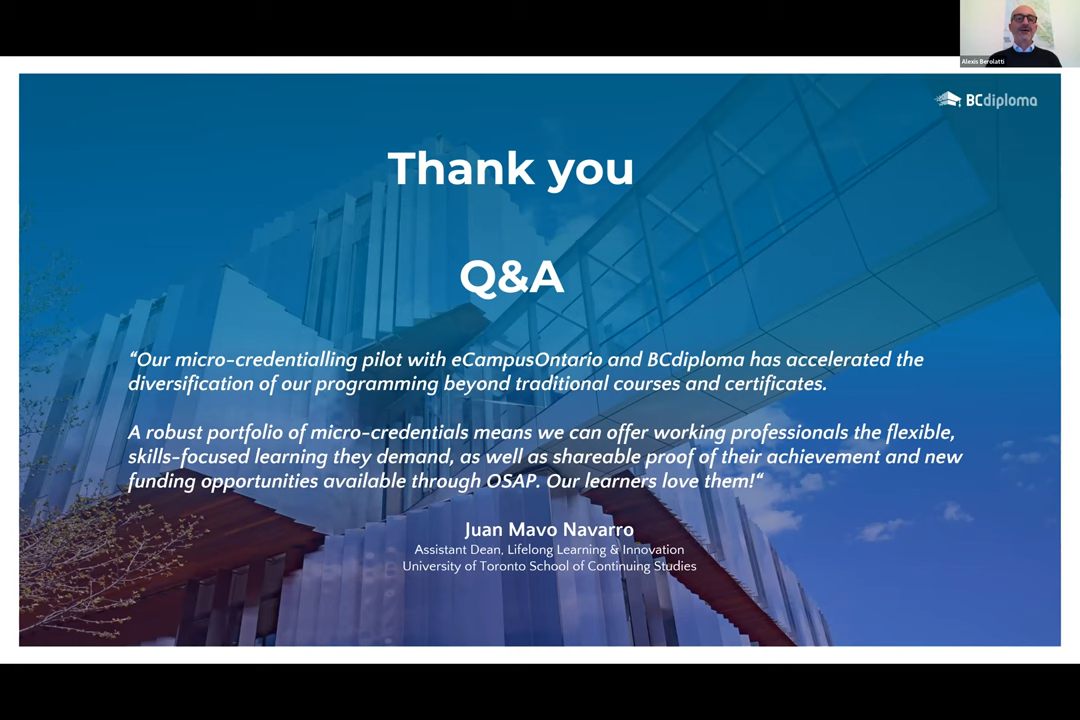 Alexis Berolatti
BCdiploma
Thank you
Q&A
“Our micro-credentialling pilot with eCampusOntario and BCdiploma has accelerated the
diversification of our programming beyond traditional courses and certificates.
A robust portfolio of micro-credentials means we can offer working professionals the flexible,
skills-focused learning they demand, as well as shareable proof of their achievement and new
funding opportunities available through OSAP. Our learners love them!“
Juan Mavo Navarro
Assistant Dean, Lifelong Learning & Innovation
University of Toronto School of Continuing Studies